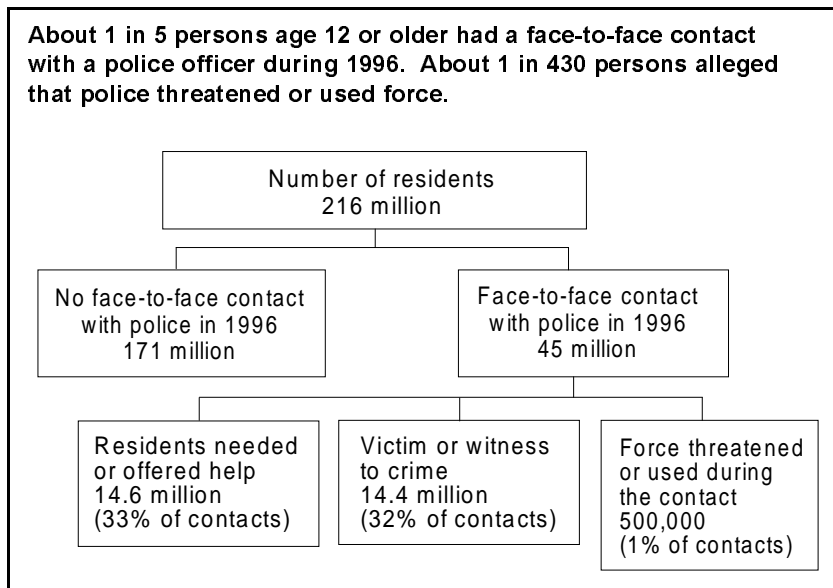 About 1 in 5 persons age 12 or older had a face-to-face contact
with a police officer during 1996. About 1 in 430 persons alleged
that police threatened or used force.
Number of residents
216 million
No face-to-face contact
with police in 1996
171 million
Face-to-face contact
with police in 1996
45 million
Residents needed
or offered help
14.6 million
(33% of contacts)
Victim or witness
to crime
14.4 million
(32% of contacts)
Force threatened
or used during
the contact
500,000
(1% of contacts)